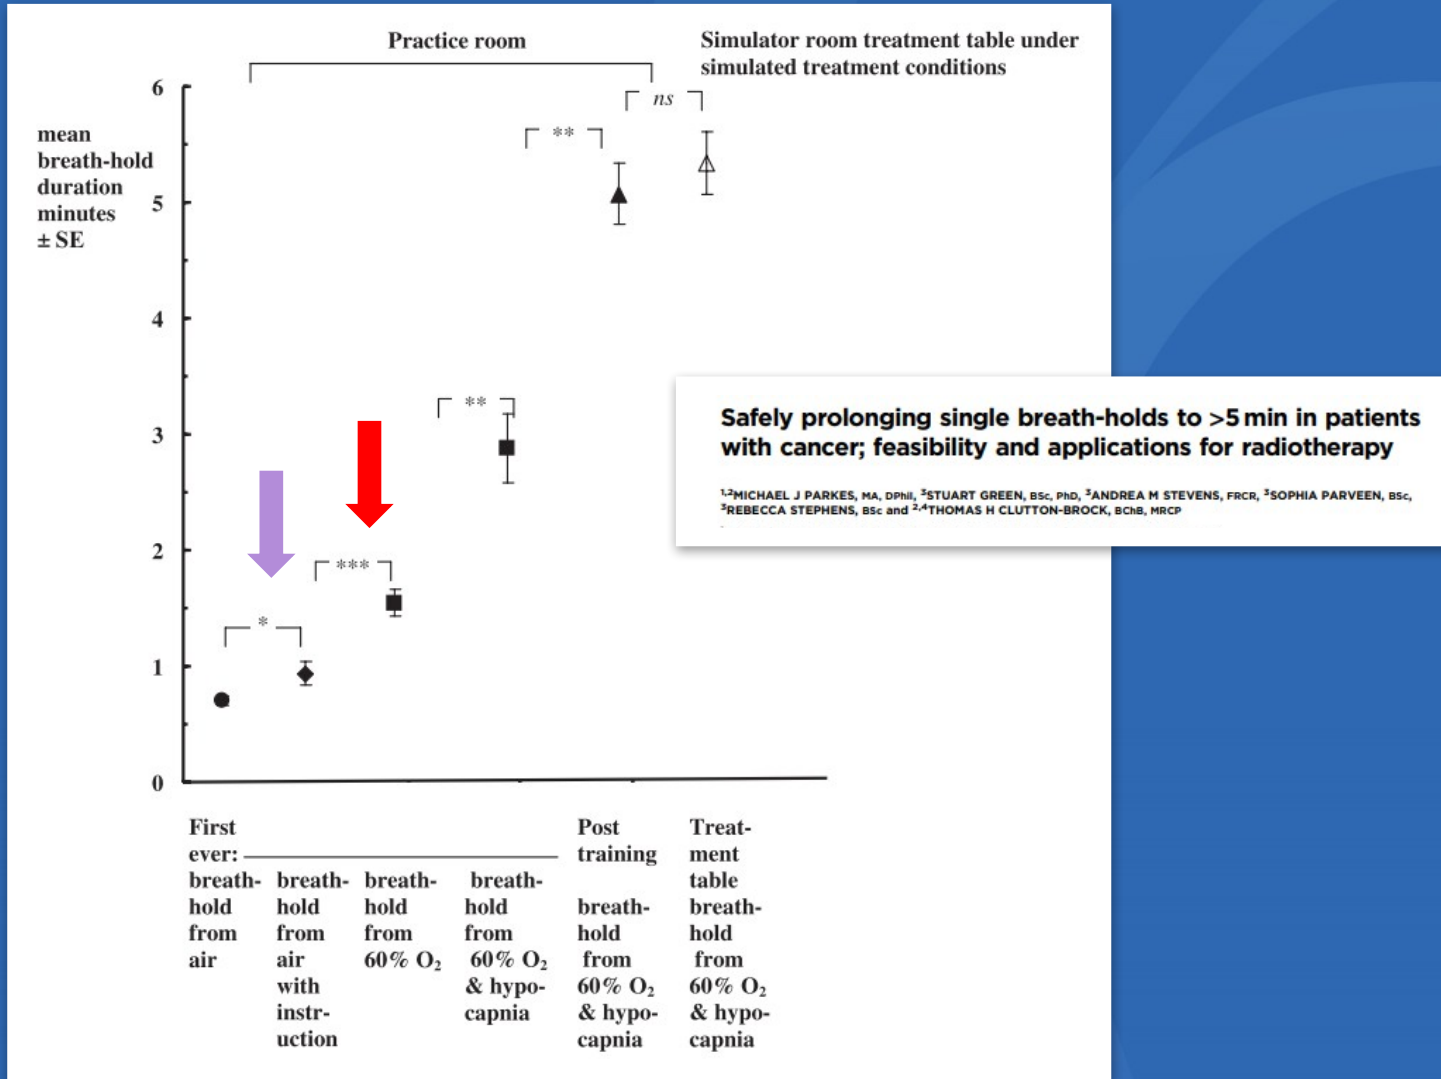 Practice room
Simulator room treatment table under
simulated treatment conditions
mean
breath-hold
duration
minutes
± SE
6
5
4
3
2
1
0
*
***
**
**
ns
First
ever:
breath-
hold
from
air
breath-
hold
from
air
with
instr-
uction
breath-
hold
from
60% O₂
breath-
hold
from
60% O₂
& hypo-
capnia
Post
training
breath-
hold
from
60% O₂
& hypo-
capnia
Treat-
ment
table
breath-
hold
from
60% O₂
& hypo-
capnia
Safely prolonging single breath-holds to >5 min in patients
with cancer; feasibility and applications for radiotherapy
¹,²MICHAEL J PARKES, MA, DPhil, ³STUART GREEN, BSc, PhD, ³ANDREA M STEVENS, FRCR, ³SOPHIA PARVEEN, BSc,
³REBECCA STEPHENS, BSc and ²,⁴THOMAS H CLUTTON-BROCK, BChB, MRCP